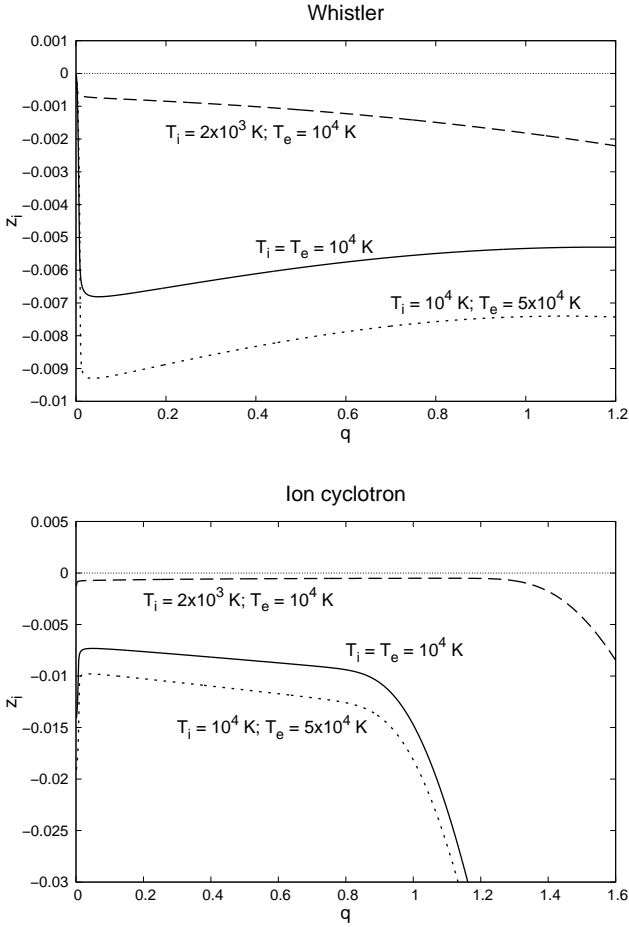 Whistler
0.001
0
−0.001
−0.002
−0.003
−0.004
−0.005
−0.006
−0.007
−0.008
−0.009
−0.01
z_i
T_i = 2x10^3 K; T_e = 10^4 K
T_i = T_e = 10^4 K
T_i = 10^4 K; T_e = 5x10^4 K
0 0.2 0.4 0.6 0.8 1 1.2
q
Ion cyclotron
0.005
0
−0.005
−0.01
−0.015
−0.02
−0.025
−0.03
z_i
T_i = 2x10^3 K; T_e = 10^4 K
T_i = T_e = 10^4 K
T_i = 10^4 K; T_e = 5x10^4 K
0 0.2 0.4 0.6 0.8 1 1.2 1.4 1.6
q